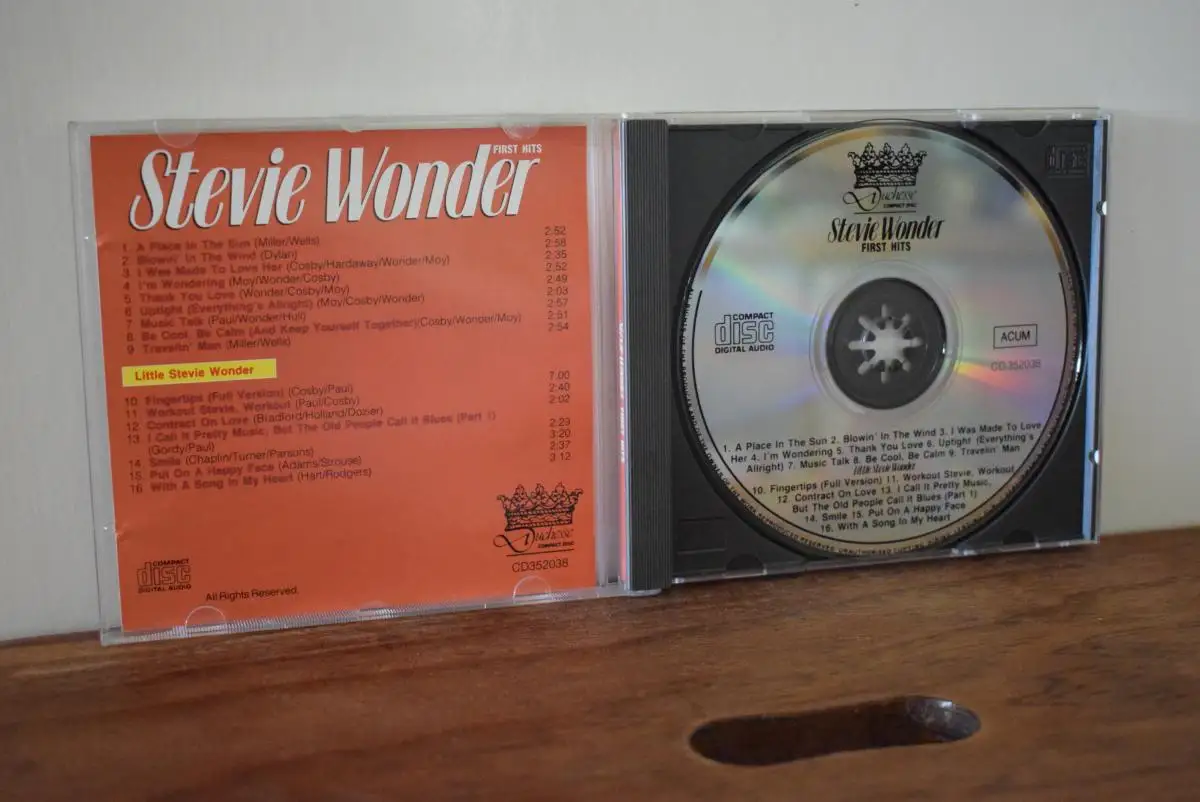 FIRST HITS
Stevie Wonder
1. A Place In The Sun (Miller/Wells) 2:52
2 Blowin' In The Wind (Dylan) 2:58
3 I Was Made To Love Her (Cosby/Hardaway/Wonder/Moy) 2:35
4 I'm Wondering (Moy/Wonder/Cosby) 2:52
5 Thank You Love (Wonder/Cosby/Moy) 2:49
6 Uptight (Everything's Allright) (Moy/Cosby/Wonder) 2:03
7 Music Talk (Paul/Wonder/Hull) 2:57
8 Be Cool, Be Calm (And Keep Yourself Together)/Cosby/Wonder/Moy) 2:51
9 Travelin' Man (Miller/Wells) 2:54
Little Stevie Wonder
10 Fingertips (Full Version) (Cosby/Paul) 7:00
11 Workout Stevie, Workout (Paul/Cosby) 2:40
12 Contract On Love (Bradford/Holland/Dozier) 2:02
13 I Call It Pretty Music, But The Old People Call It Blues (Part 1)
(Gordy/Paul) 2:23
14 Smile (Chaplin/Turner/Parsons) 3:20
15 Put On A Happy Face (Adams/Strouse) 2:37
16 With A Song In My Heart (Hart/Rodgers) 3:12
Duchesse
COMPACT DISC
CD352038
COMPACT
disc
DIGITAL AUDIO
All Rights Reserved.
Duchesse
COMPACT DISC
Stevie Wonder
FIRST HITS
COMPACT
disc
DIGITAL AUDIO
ACUM
CD 352038
1. A Place In The Sun 2. Blowin' In The Wind 3. I Was Made To Love
Her 4. I'm Wondering 5. Thank You Love 6. Uptight (Everything's
Allright) 7. Music Talk 8. Be Cool, Be Calm 9. Travelin' Man
Little Stevie Wonder
10. Fingertips (Full Version) 11. Workout Stevie, Workout
12. Contract On Love 13. I Call It Pretty Music,
But The Old People Call It Blues (Part 1)
14. Smile 15. Put On A Happy Face
16. With A Song In My Heart
disc